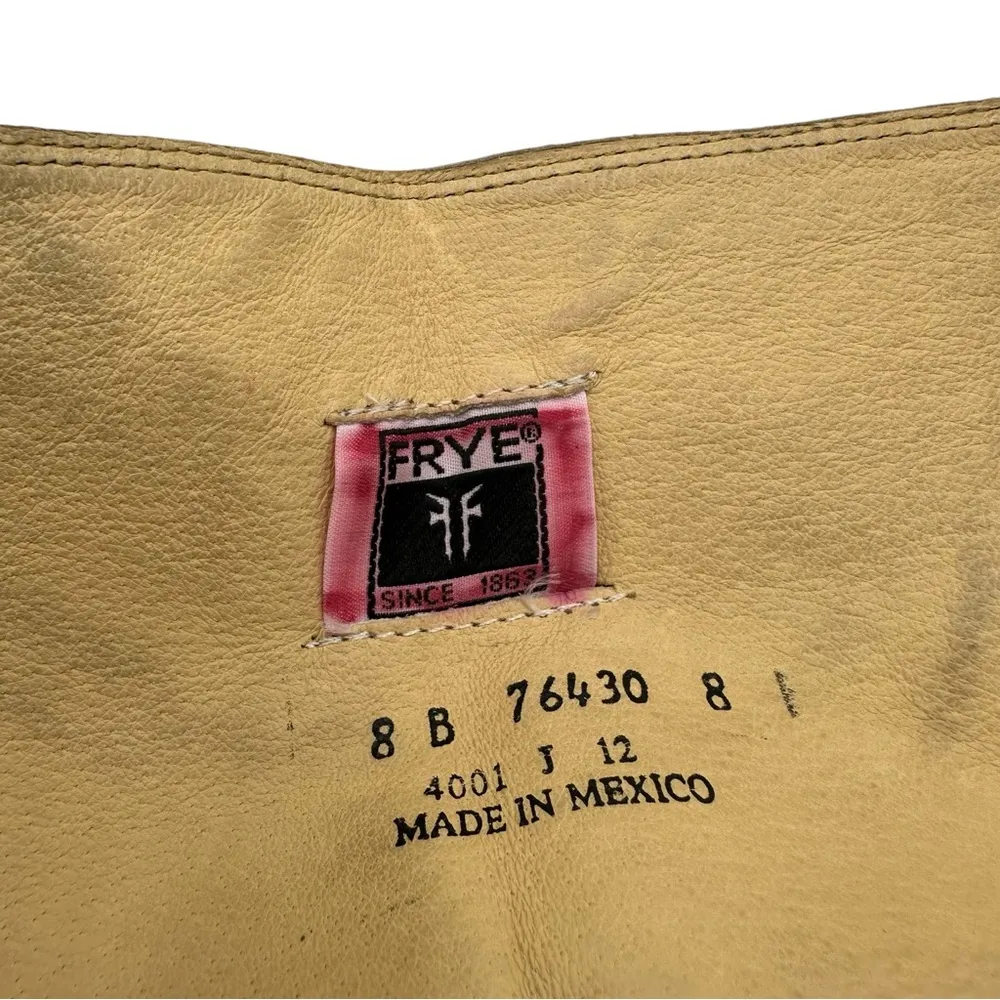 FRYE®
SINCE 1863
8 B 76430 8
4001 J 12
MADE IN MEXICO